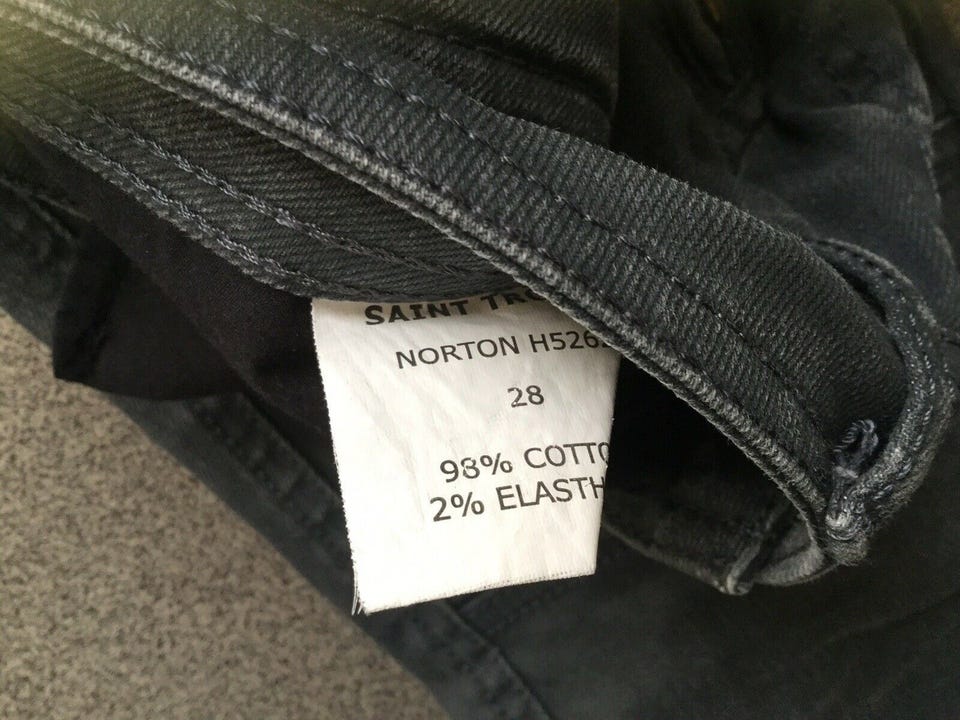 SAINT TRO
NORTON H526
28
98% COTTO
2% ELASTH